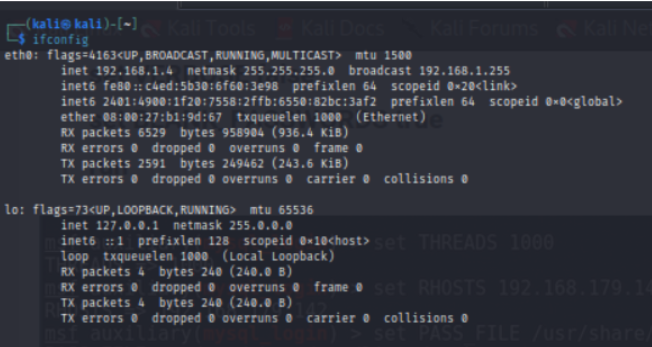 Kali Tools Kali Docs Kali Forums Kali Ne
┌──(kali㉿kali)-[~]
└─$ ifconfig
eth0: flags=4163<UP,BROADCAST,RUNNING,MULTICAST>  mtu 1500
inet 192.168.1.4  netmask 255.255.255.0  broadcast 192.168.1.255
inet6 fe80::c4ed:5b30:6f60:3e98  prefixlen 64  scopeid 0×20<link>
inet6 2401:4900:1f20:7558:2ffb:6550:82bc:3af2  prefixlen 64  scopeid 0×0<global>
ether 08:00:27:b1:9d:67  txqueuelen 1000  (Ethernet)
RX packets 6529  bytes 958904 (936.4 KiB)
RX errors 0  dropped 0  overruns 0  frame 0
TX packets 2591  bytes 249462 (243.6 KiB)
TX errors 0  dropped 0 overruns 0  carrier 0  collisions 0
lo: flags=73<UP,LOOPBACK,RUNNING>  mtu 65536
inet 127.0.0.1  netmask 255.0.0.0
inet6 ::1  prefixlen 128  scopeid 0×10<host>
set THREADS 1000
loop  txqueuelen 1000  (Local Loopback)
RX packets 4  bytes 240 (240.0 B)
RX errors 0  dropped 0  overruns 0  frame 0
set RHOSTS 192.168.179.14
TX packets 4  bytes 240 (240.0 B)
TX errors 0  dropped 0 overruns 0  carrier 0  collisions 0
msf auxiliary(mysql_login) > set PASS_FILE /usr/share/